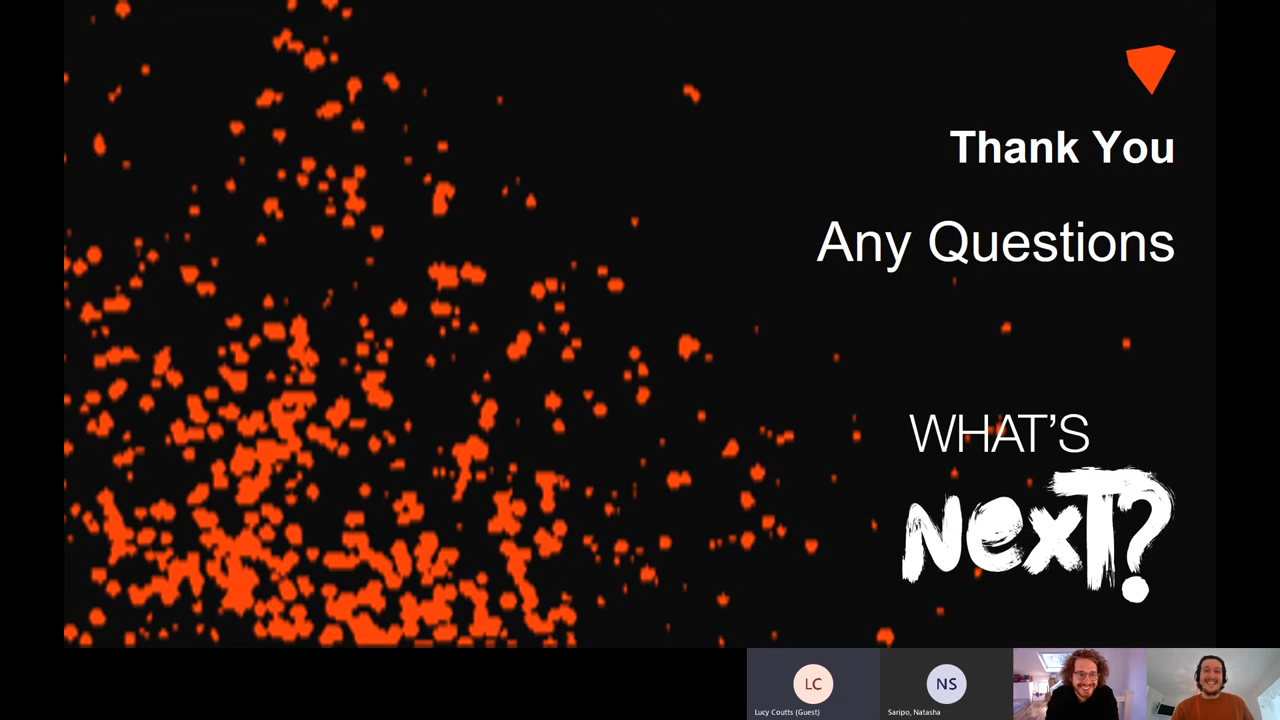 Thank You
Any Questions
WHAT'S
NexT?
LC
NS
Lucy Coutts (Guest)
Saripo, Natasha